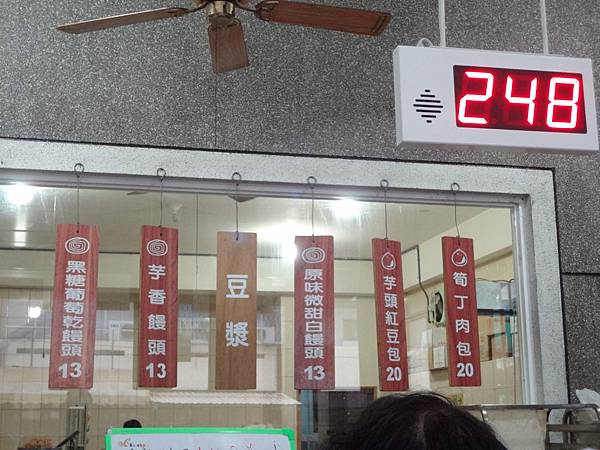 248
黑糖葡萄乾饅頭
13
芋香饅頭
13
豆漿
原味微甜白饅頭
13
芋頭紅豆包
20
筍丁肉包
20